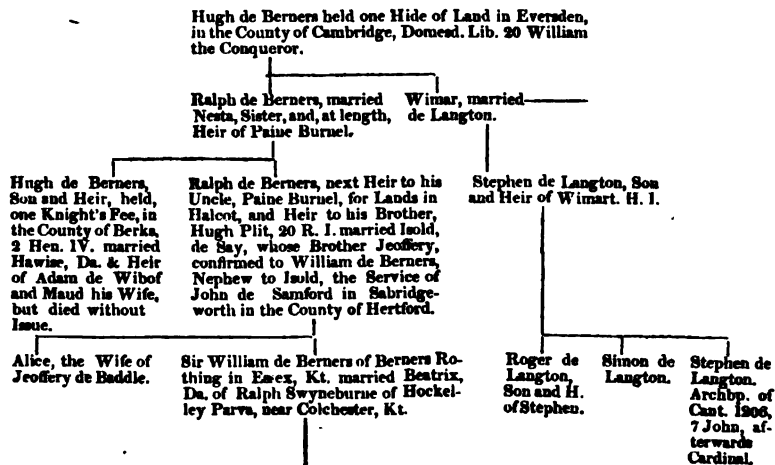 Hugh de Berners held one Hide of Land in Eversden,
in the County of Cambridge, Domesd. Lib. 20 William
the Conqueror.
Ralph de Berners, married
Nesta, Sister, and, at length,
Heir of Paine Burnel.
Wimar, married
de Langton.
Hugh de Berners,
Son and Heir, held,
one Knight's Fee, in
the County of Berks,
2 Hen. IV. married
Hawise, Da. & Heir
of Adam de Wibof
and Maud his Wife,
but died without
Issue.
Ralph de Berners, next Heir to his
Uncle, Paine Buruel, for Lands in
Halcot, and Heir to his Brother,
Hugh Plit, 20 R. I. married Isold,
de Say, whose Brother Jeoffery,
confirmed to William de Berners,
Nephew to Isuld, the Service of
John de Samford in Sabridge-
worth in the County of Hertford.
Stephen de Langton, Son
and Heir of Wimart. H. I.
Alice, the Wife of
Jeoffery de Baddle.
Sir William de Berners of Berners Ro-
thing in Essex, Kt. married Beatrix,
Da. of Ralph Swyneburne of Hockel-
ley Parva, near Colchester, Kt.
Roger de
Langton,
Son and H.
of Stephen.
Simon de
Langton.
Stephen de
Langton.
Archbp. of
Cant. 1206,
7 John, af-
terwards
Cardinal.